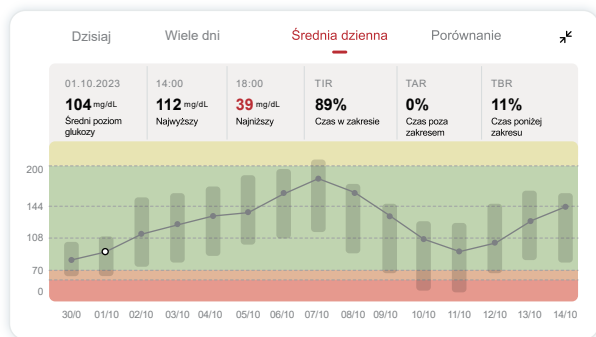 Dzisiaj
Wiele dni
Średnia dzienna
Porównanie
01.10.2023
104 mg/dL
Średni poziom
glukozy
14:00
112 mg/dL
Najwyższy
18:00
39 mg/dL
Najniższy
TIR
89%
Czas w zakresie
TAR
0%
Czas poza
zakresem
TBR
11%
Czas poniżej
zakresu
200
144
108
70
0
30/0 01/10 02/10 03/10 04/10 05/10 06/10 07/10 08/10 09/10 10/10 11/10 12/10 13/10 14/10